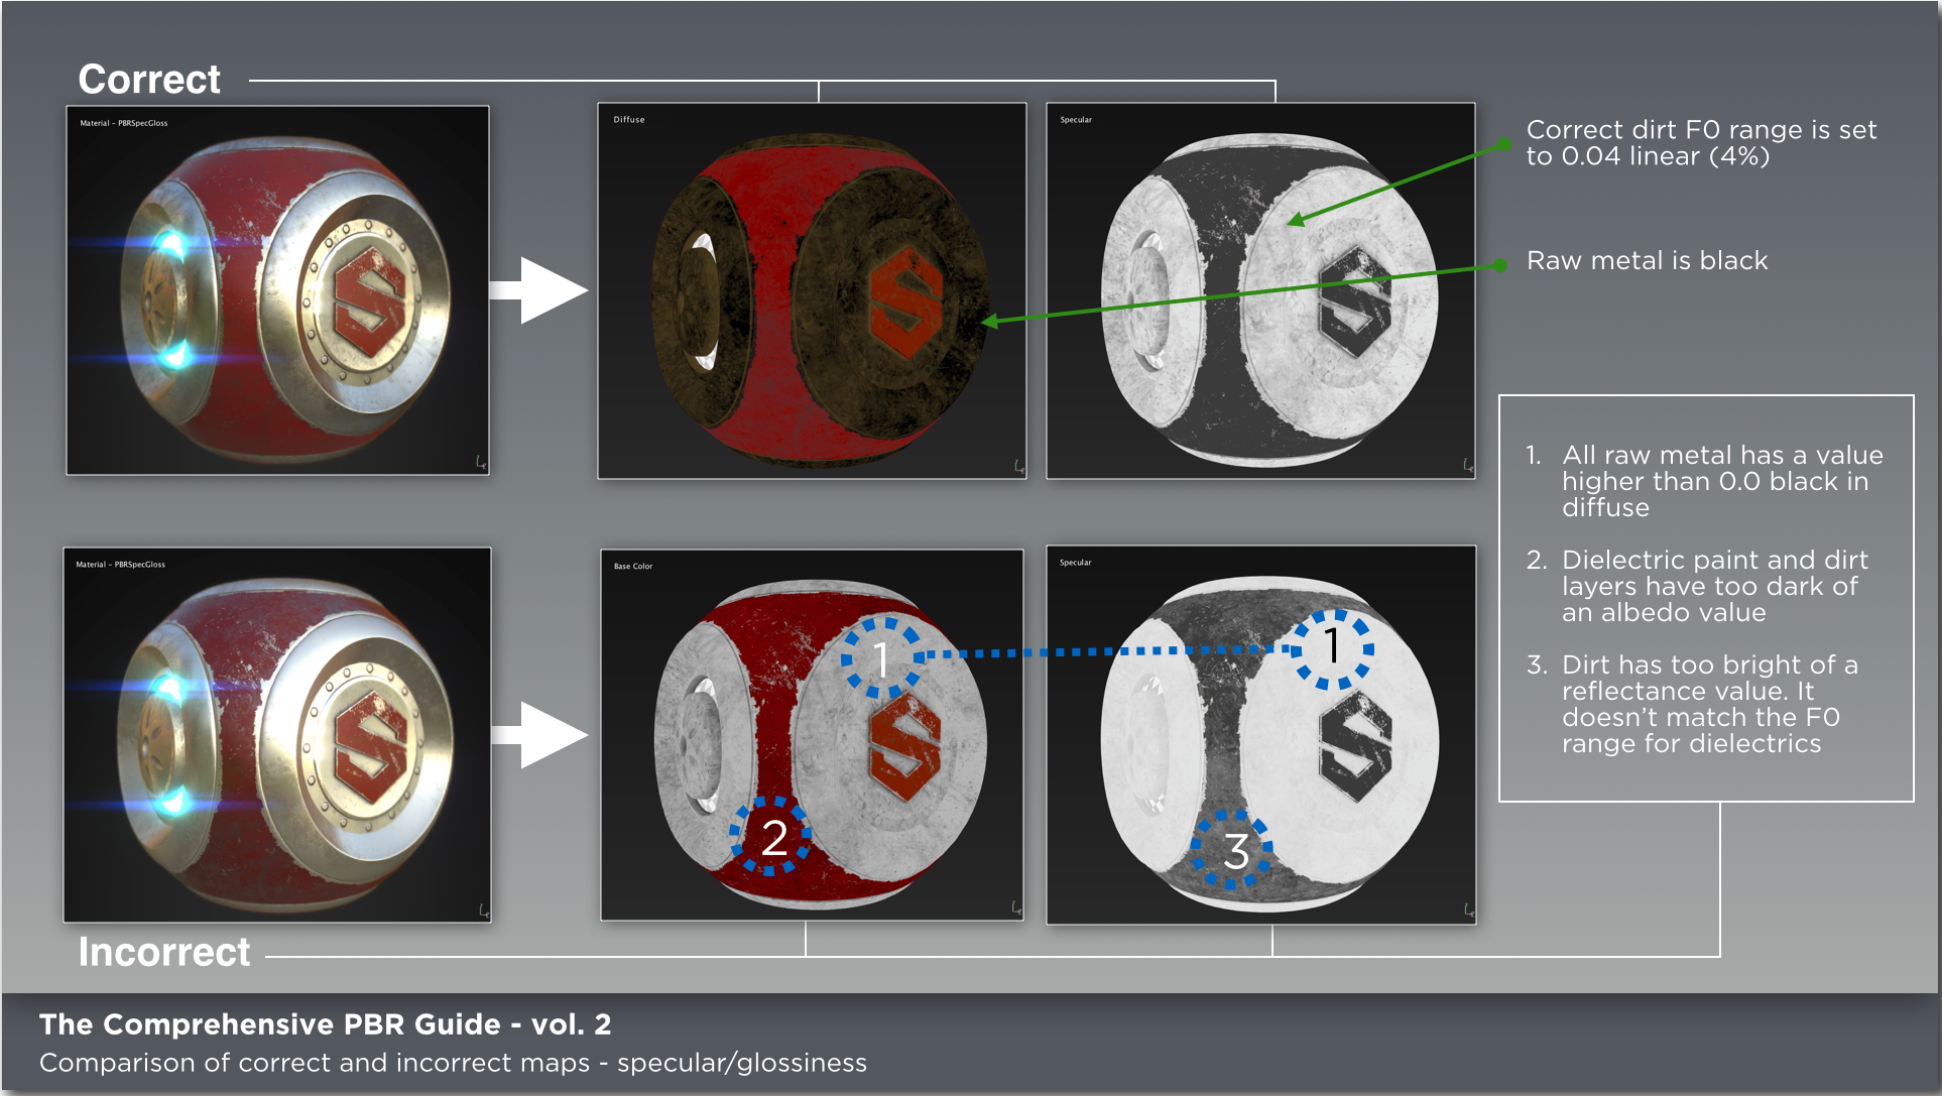 Correct
Material - PBRSpecGloss
Diffuse
Specular
Correct dirt F0 range is set
to 0.04 linear (4%)
Raw metal is black
S
S
S
1. All raw metal has a value
higher than 0.0 black in
diffuse
2. Dielectric paint and dirt
layers have too dark of
an albedo value
3. Dirt has too bright of a
reflectance value. It
doesn't match the F0
range for dielectrics
Material - PBRSpecGloss
Base Color
Specular
1
1
S
S
S
2
3
Incorrect
The Comprehensive PBR Guide - vol. 2
Comparison of correct and incorrect maps - specular/glossiness